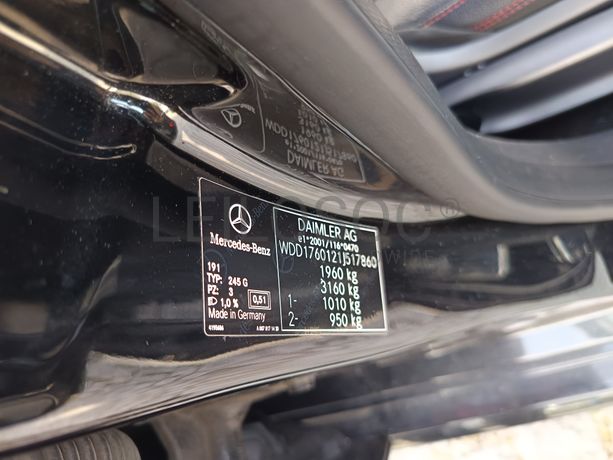 Mercedes-Benz
191
TYP: 245 G
PZ: 3
1,0 % 0,51
Made in Germany
DAIMLER AG
e1*2001/116*0470
WDD1760121J517860
1960 kg
3160 kg
1- 1010 kg
2- 950 kg